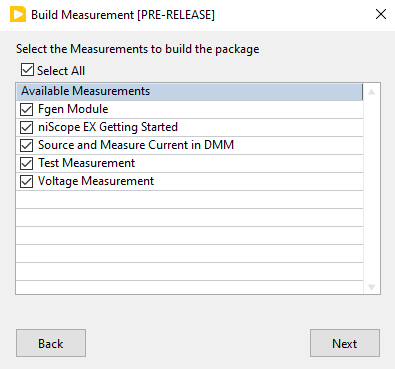 Build Measurement [PRE-RELEASE]
Select the Measurements to build the package
Select All
Available Measurements
Fgen Module
niScope EX Getting Started
Source and Measure Current in DMM
Test Measurement
Voltage Measurement
Back Next